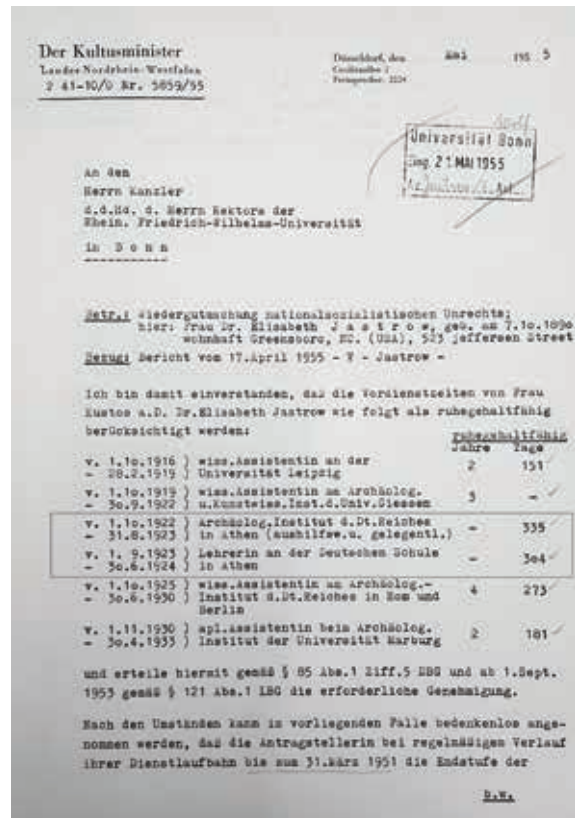 Der Kultusminister
Landes Nordrhein-Westfalen
2 41-10/0 Nr. 5859/55
Düsseldorf, den Mai 195 5
Universität Bonn
Eing. 21 MAI 1955
An den
Herrn Kanzler
d.d.Hd. d. Herrn Rektors der
Rhein. Friedrich-Wilhelms-Universität
in Bonn
Betr.: Wiedergutmachung nationalsozialistischen Unrechts;
hier: Frau Dr. Elisabeth Jastrow, geb. am 7.10.1890
wohnhaft Greensboro, NC. (USA), 523 jefferson Street
Bezug: Bericht vom 17.April 1955 - - Jastrow -
Ich bin damit einverstanden, daß die Vordienstzeiten von Frau
Kustos a.D. Dr.Elisabeth Jastrow wie folgt als ruhegehaltfähig
berücksichtigt werden:
ruhegehaltfähig
Jahre Tage
v. 1.10.1916 ) wiss.Assistentin an der
- 28.2.1919 ) Universität Leipzig 2 151
v. 1.10.1919 ) wiss.Assistentin am Archäolog.
- 30.9.1922 ) u.Kunstwiss.Inst.d.Univ.Giessen 3 -
v. 1.10.1922 ) Archäolog.Institut d.Dt.Reiches
- 31.8.1923 ) in Athen (aushilfsw.u. gelegentl.) - 335
v. 1. 9.1923 ) Lehrerin an der Deutschen Schule
- 30.6.1924 ) in Athen - 304
v. 1.10.1925 ) wiss.Assistentin am Archäolog.-
- 30.6.1930 ) Institut d.Dt.Reiches in Rom und
Berlin 4 273
v. 1.11.1930 ) apl.Assistentin beim Archäolog.
- 30.4.1933 ) Institut der Universität Marburg 2 181
und erteile hiermit gemäß § 85 Abs.1 Ziff.5 DBG und ab 1.Sept.
1953 gemäß § 121 Abs.1 LBG die erforderliche Genehmigung.
Nach den Umständen kann in vorliegenden Falle bedenkenlos ange-
nommen werden, daß die Antragstellerin bei regelmäßigen Verlauf
ihrer Dienstlaufbahn bis zum 31.März 1951 die Endstufe der
b.w.